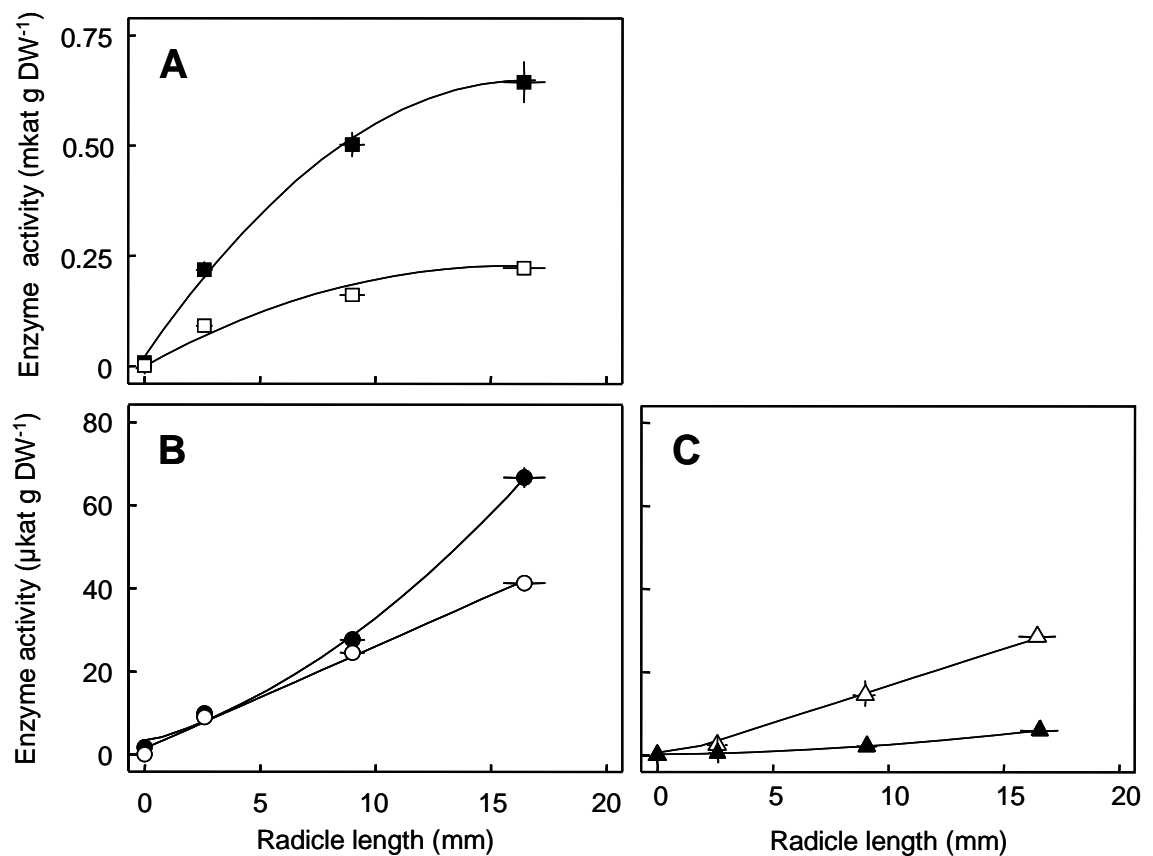 Enzyme activity (mkat g DW-1)
0.75
0.50
0.25
0
A
Enzyme activity (µkat g DW-1)
80
60
40
20
0
B
C
0 5 10 15 20
0 5 10 15 20
Radicle length (mm)
Radicle length (mm)